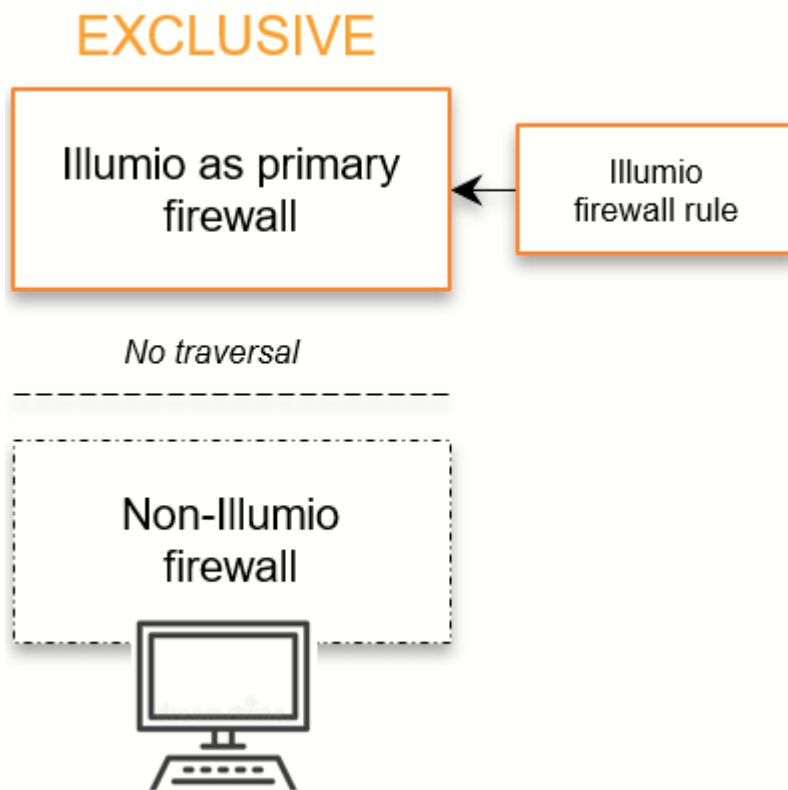 EXCLUSIVE
Illumio as primary
firewall
Illumio
firewall rule
No traversal
Non-Illumio
firewall